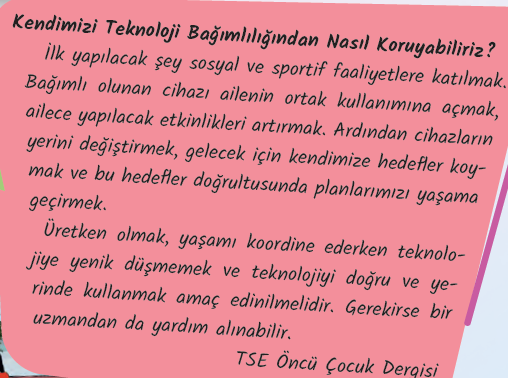 Kendimizi Teknoloji Bağımlılığından Nasıl Koruyabiliriz?
İlk yapılacak şey sosyal ve sportif faaliyetlere katılmak.
Bağımlı olunan cihazı ailenin ortak kullanımına açmak,
ailece yapılacak etkinlikleri artırmak. Ardından cihazların
yerini değiştirmek, gelecek için kendimize hedefler koy-
mak ve bu hedefler doğrultusunda planlarımızı yaşama
geçirmek.
Üretken olmak, yaşamı koordine ederken teknolo-
jiye yenik düşmemek ve teknolojiyi doğru ve ye-
rinde kullanmak amaç edinilmelidir. Gerekirse bir
uzmandan da yardım alınabilir.
TSE Öncü Çocuk Dergisi